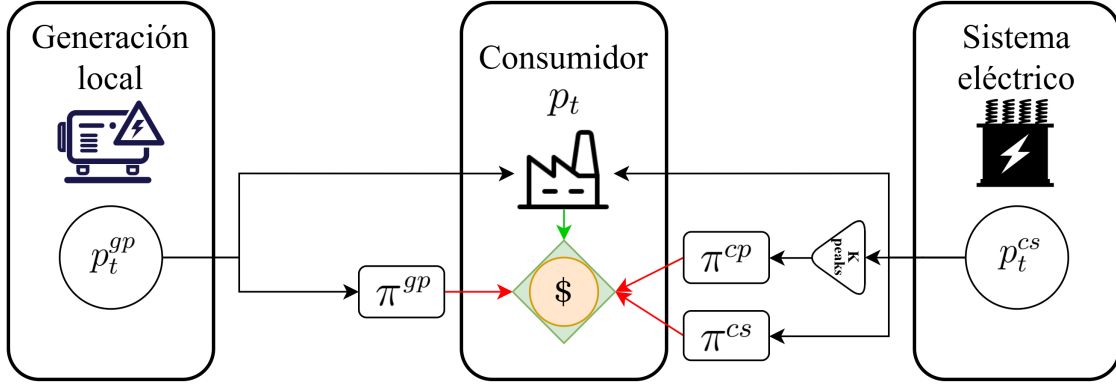 Generación
local
p_t^{gp}
π^{gp}
Consumidor
p_t
$
π^{cp}
K
peaks
π^{cs}
Sistema
eléctrico
p_t^{cs}